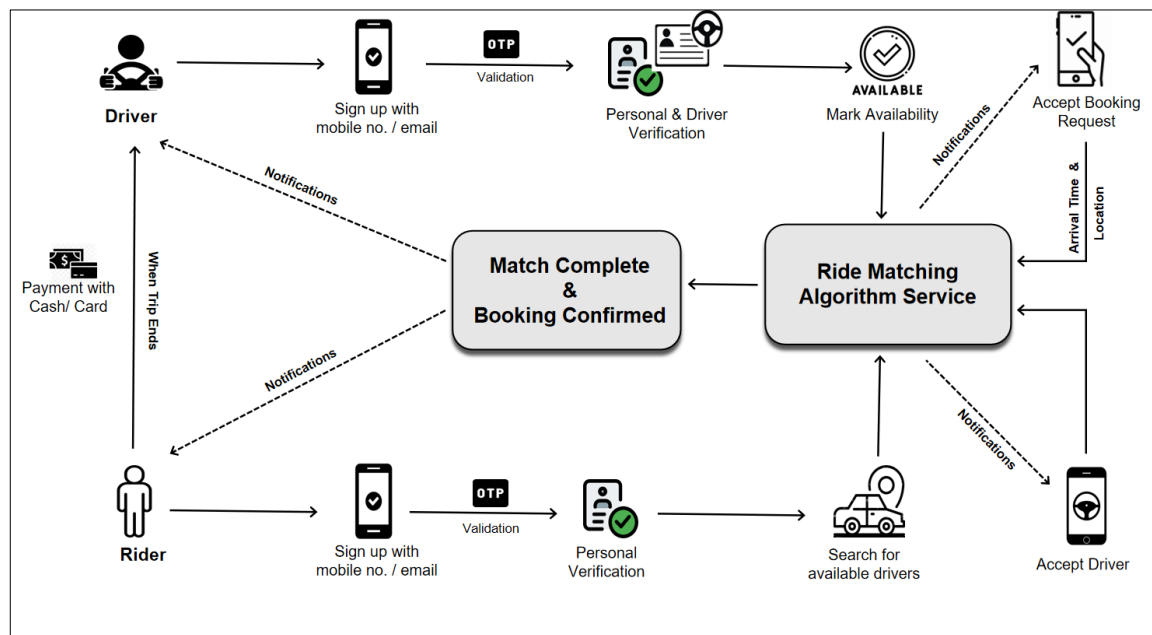 OTP
Validation
AVAILABLE
Driver
Sign up with
mobile no. / email
Personal & Driver
Verification
Mark Availability
Accept Booking
Request
Notifications
Notifications
Arrival Time &
Location
Match Complete
&
Booking Confirmed
Ride Matching
Algorithm Service
$
Payment with
Cash/ Card
When Trip Ends
Notifications
Notifications
OTP
Validation
Rider
Sign up with
mobile no. / email
Personal
Verification
Search for
available drivers
Accept Driver